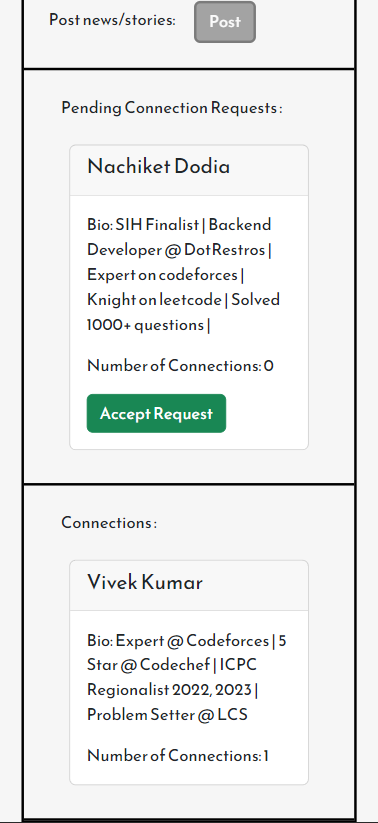 Post news/stories:
Post
Pending Connection Requests:
Nachiket Dodia
Bio: SIH Finalist | Backend
Developer @ DotRestros |
Expert on codeforces |
Knight on leetcode | Solved
1000+ questions |
Number of Connections: 0
Accept Request
Connections:
Vivek Kumar
Bio: Expert @ Codeforces | 5
Star @ Codechef | ICPC
Regionalist 2022, 2023 |
Problem Setter @ LCS
Number of Connections: 1